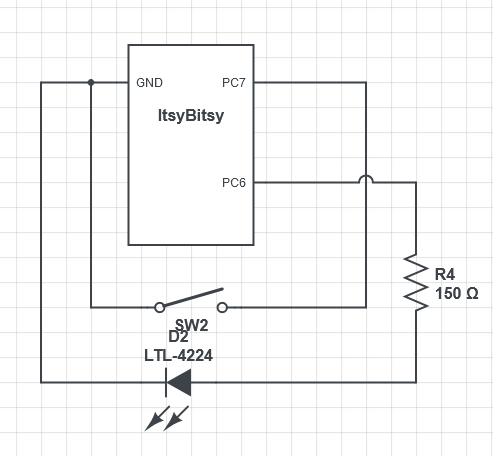 GND
PC7
ItsyBitsy
PC6
R4
150 Ω
SW2
D2
LTL-4224